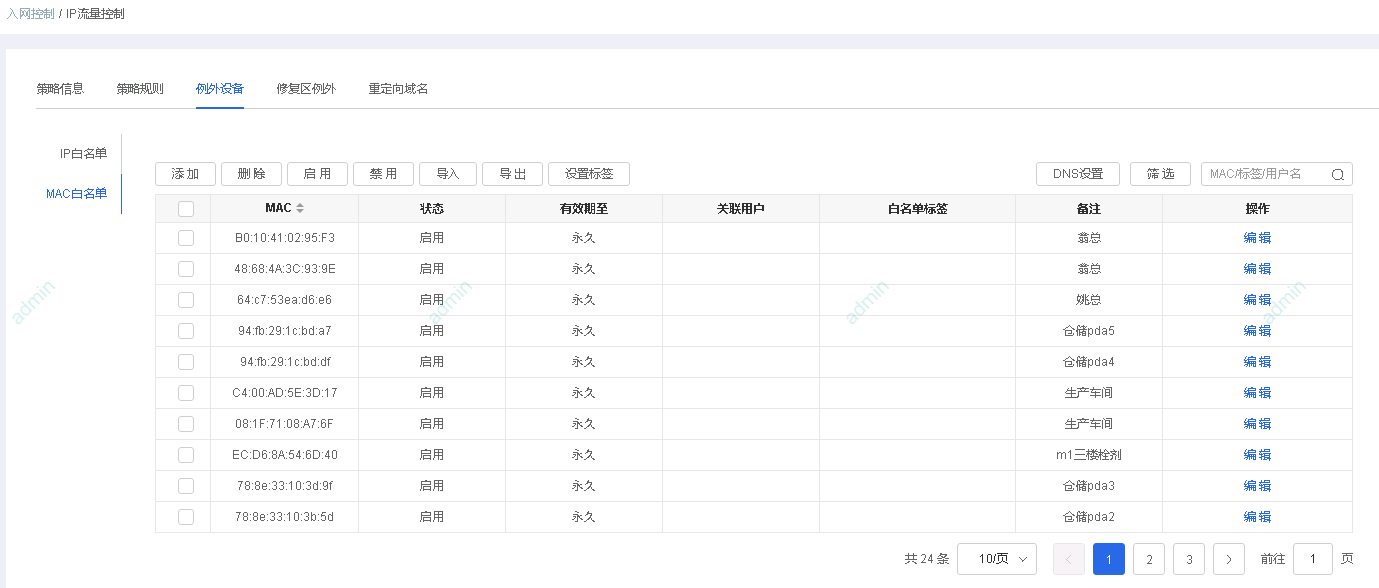 入网控制 / IP流量控制
策略信息 策略规则 例外设备 修复区例外 重定向域名
IP白名单
MAC白名单
添加 删除 启用 禁用 导入 导出 设置标签 DNS设置 筛选 MAC/标签/用户名
MAC 状态 有效期至 关联用户 白名单标签 备注 操作
B0:10:41:02:95:F3 启用 永久 翁总 编辑
48:68:4A:3C:93:9E 启用 永久 翁总 编辑
64:c7:53ea:d6:e6 启用 永久 姚总 编辑
94:fb:29:1c:bd:a7 启用 永久 仓储pda5 编辑
94:fb:29:1c:bd:df 启用 永久 仓储pda4 编辑
C4:00:AD:5E:3D:17 启用 永久 生产车间 编辑
08:1F:71:08:A7:6F 启用 永久 生产车间 编辑
EC:D6:8A:54:6D:40 启用 永久 m1三楼栓剂 编辑
78:8e:33:10:3d:9f 启用 永久 仓储pda3 编辑
78:8e:33:10:3b:5d 启用 永久 仓储pda2 编辑
共 24 条 10/页 1 2 3 前往 1 页
admin admin admin admin